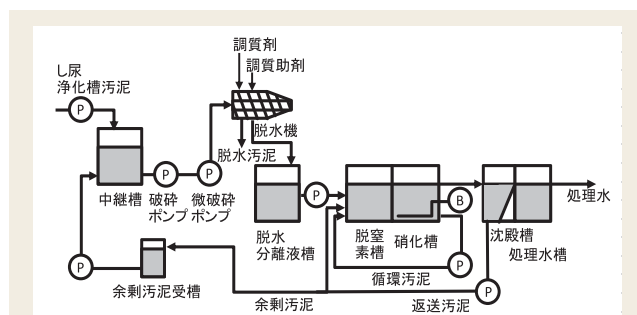 調質剤
調質助剤
し尿
浄化槽汚泥
P
脱水機
脱水汚泥
P
P
中継槽
破砕
ポンプ
微破砕
ポンプ
P
B
処理水
脱水
分離液槽
脱窒
素槽
硝化槽
沈殿槽
処理水槽
P
P
循環汚泥
余剰汚泥受槽
余剰汚泥
返送汚泥
P